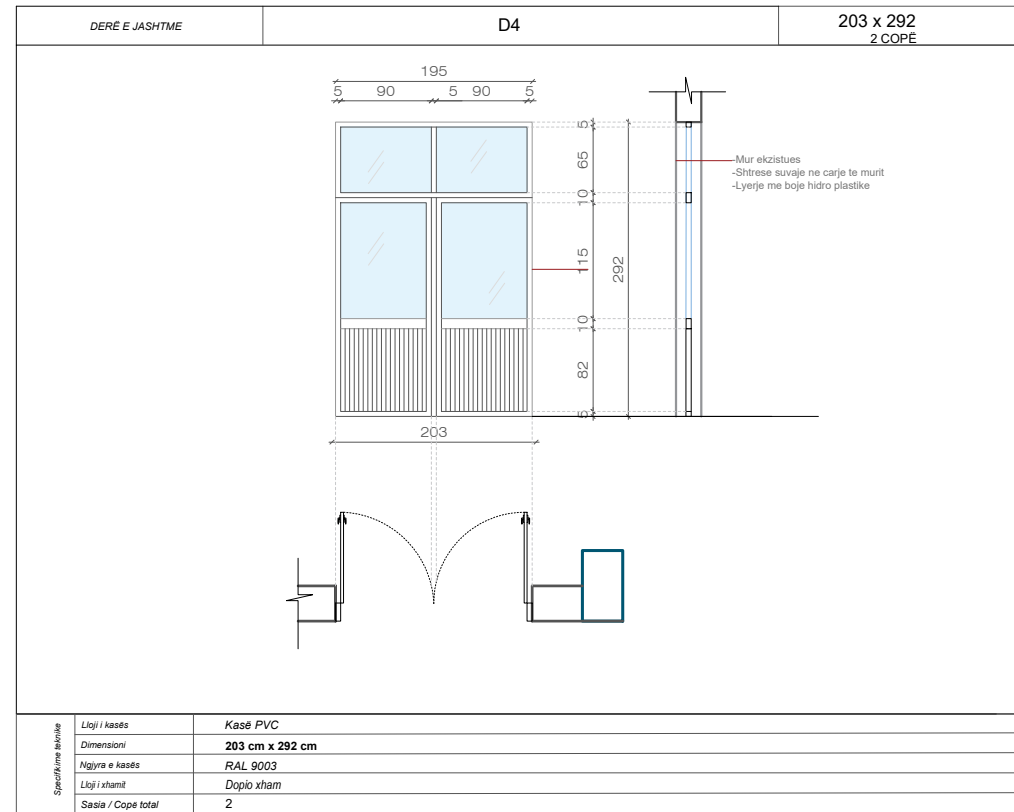 DERË E JASHTME
D4
203 x 292
2 COPË
195
5 90 5 90 5
5
65
10
115
10
82
5
292
-Mur ekzistues
-Shtrese suvaje ne carje te murit
-Lyerje me boje hidro plastike
203
Specifikime teknike
Lloji i kasës Kasë PVC
Dimensioni 203 cm x 292 cm
Ngjyra e kasës RAL 9003
Lloji i xhamit Dopio xham
Sasia / Copë total 2